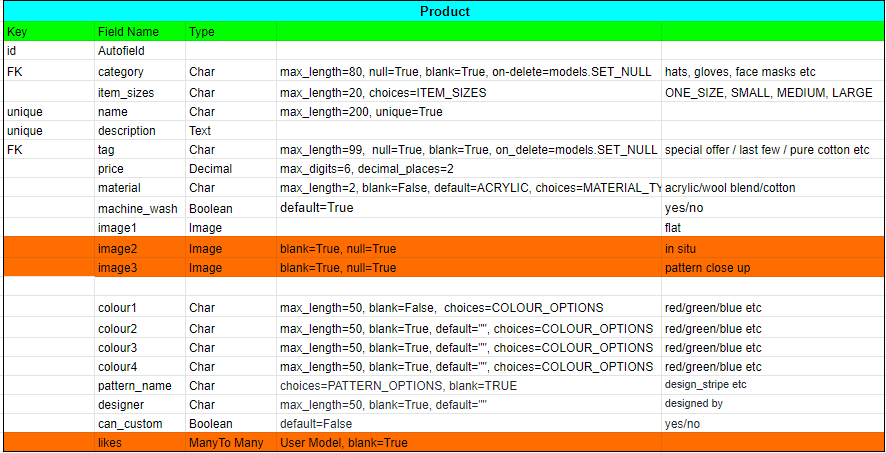 Product
Key Field Name Type
id Autofield
FK category Char max_length=80, null=True, blank=True, on-delete=models.SET_NULL hats, gloves, face masks etc
item_sizes Char max_length=20, choices=ITEM_SIZES ONE_SIZE, SMALL, MEDIUM, LARGE
unique name Char max_length=200, unique=True
unique description Text
FK tag Char max_length=99, null=True, blank=True, on_delete=models.SET_NULL special offer / last few / pure cotton etc
price Decimal max_digits=6, decimal_places=2
material Char max_length=2, blank=False, default=ACRYLIC, choices=MATERIAL_TY acrylic/wool blend/cotton
machine_wash Boolean default=True yes/no
image1 Image flat
image2 Image blank=True, null=True in situ
image3 Image blank=True, null=True pattern close up
colour1 Char max_length=50, blank=False, choices=COLOUR_OPTIONS red/green/blue etc
colour2 Char max_length=50, blank=True, default="", choices=COLOUR_OPTIONS red/green/blue etc
colour3 Char max_length=50, blank=True, default="", choices=COLOUR_OPTIONS red/green/blue etc
colour4 Char max_length=50, blank=True, default="", choices=COLOUR_OPTIONS red/green/blue etc
pattern_name Char choices=PATTERN_OPTIONS, blank=TRUE design_stripe etc
designer Char max_length=50, blank=True, default="" designed by
can_custom Boolean default=False yes/no
likes ManyTo Many User Model, blank=True